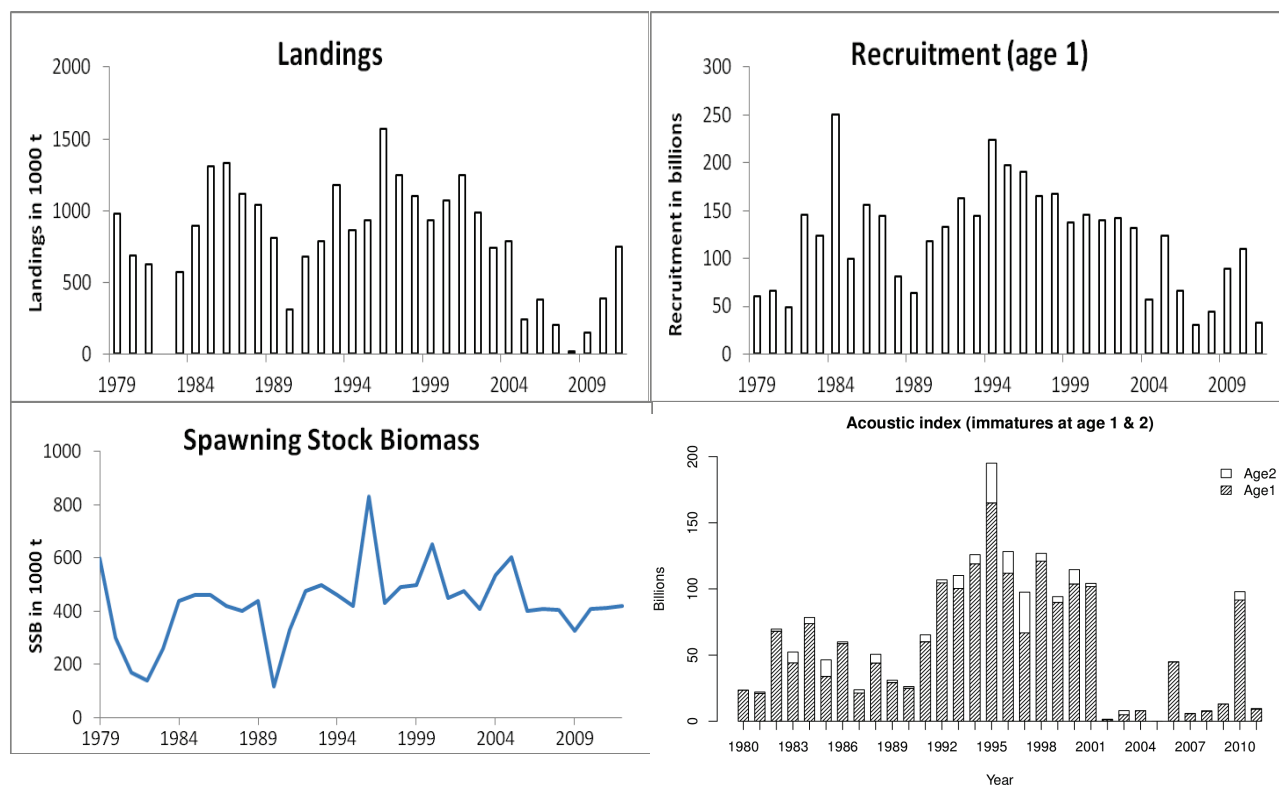 Landings
Landings in 1000 t
2000
1500
1000
500
0
1979 1984 1989 1994 1999 2004 2009
Recruitment (age 1)
Recruitment in billions
300
250
200
150
100
50
0
1979 1984 1989 1994 1999 2004 2009
Spawning Stock Biomass
SSB in 1000 t
1000
800
600
400
200
0
1979 1984 1989 1994 1999 2004 2009
Acoustic index (immatures at age 1 & 2)
Age2
Age1
Billions
200
150
100
50
0
1980 1983 1986 1989 1992 1995 1998 2001 2004 2007 2010
Year